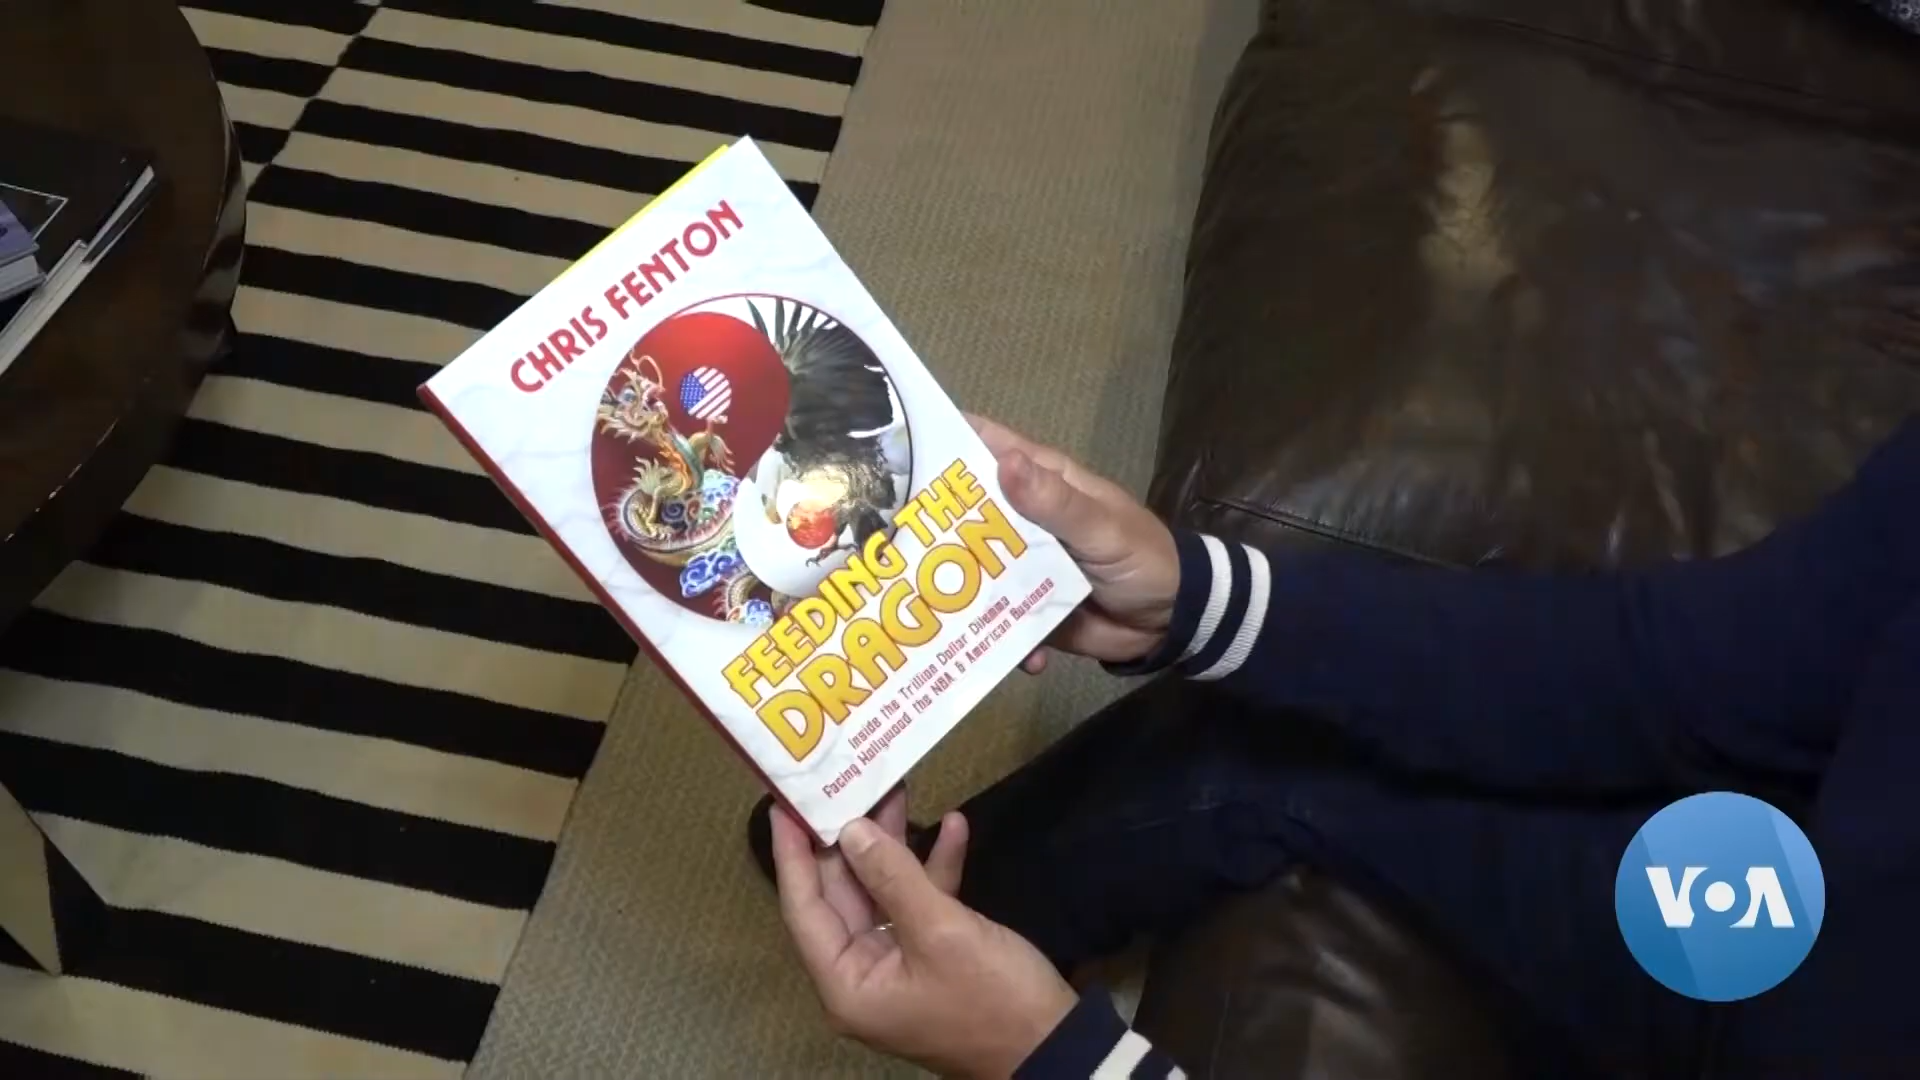 CHRIS FENTON
FEEDING THE
DRAGON
Inside the Trillion Dollar Dilemma
Facing Hollywood the NBA & American Business
VOA